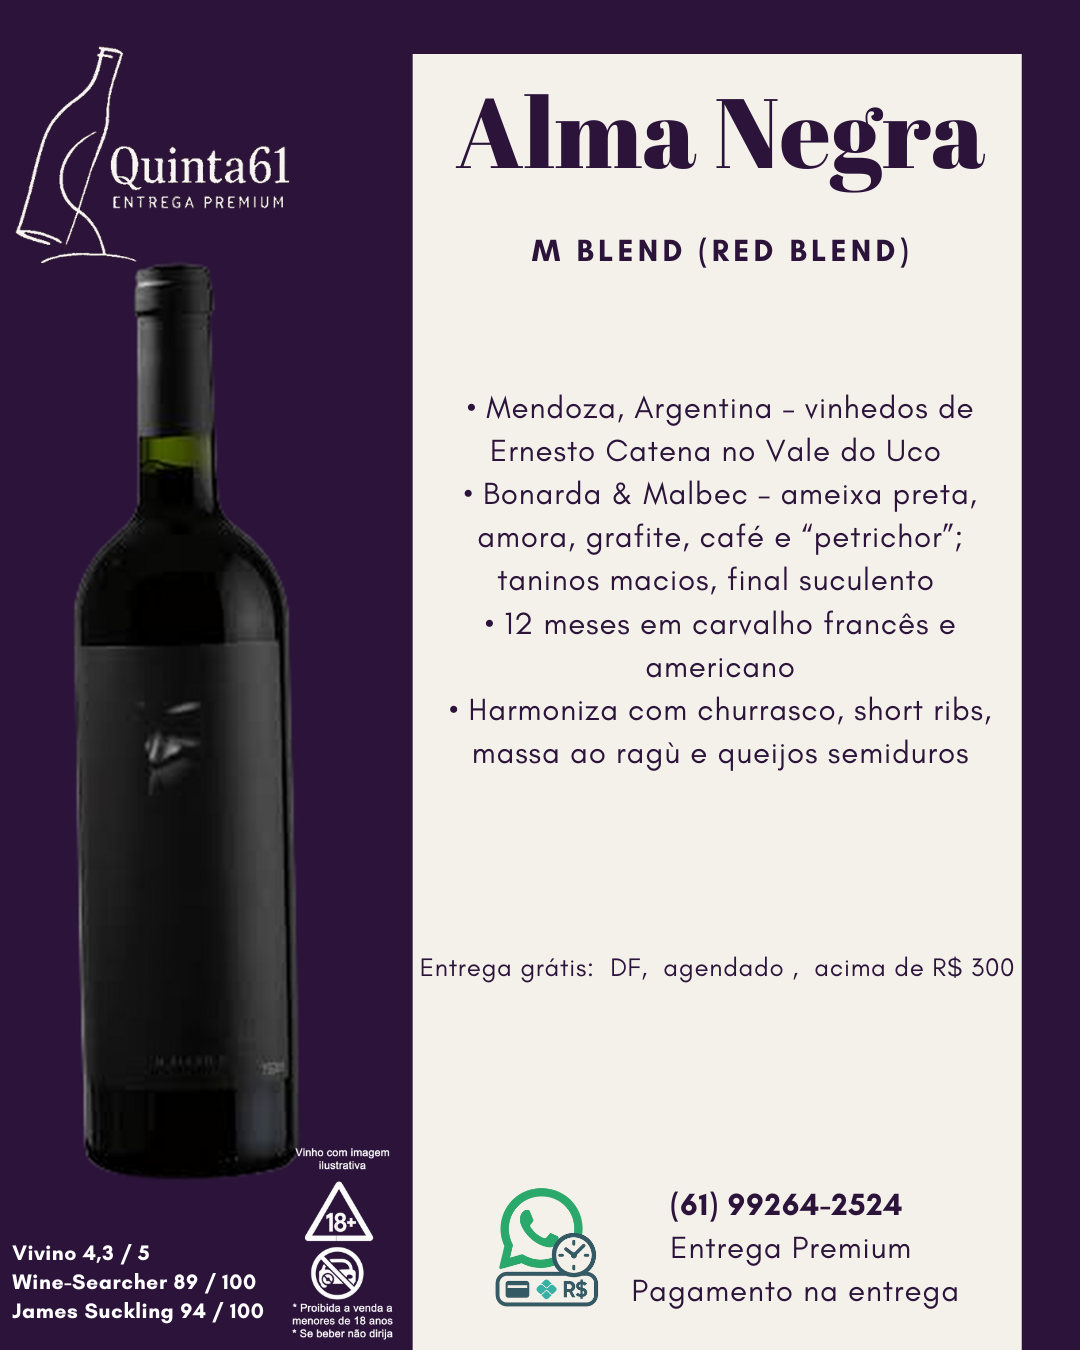 Quinta61
ENTREGA PREMIUM
Alma Negra
M BLEND (RED BLEND)
• Mendoza, Argentina – vinhedos de
Ernesto Catena no Vale do Uco
• Bonarda & Malbec – ameixa preta,
amora, grafite, café e “petrichor”;
taninos macios, final suculento
• 12 meses em carvalho francês e
americano
• Harmoniza com churrasco, short ribs,
massa ao ragù e queijos semiduros
Entrega grátis: DF, agendado , acima de R$ 300
Vinho com imagem
ilustrativa
18+
* Proibida a venda a
menores de 18 anos
* Se beber não dirija
Vivino 4,3 / 5
Wine-Searcher 89 / 100
James Suckling 94 / 100
R$
(61) 99264-2524
Entrega Premium
Pagamento na entrega